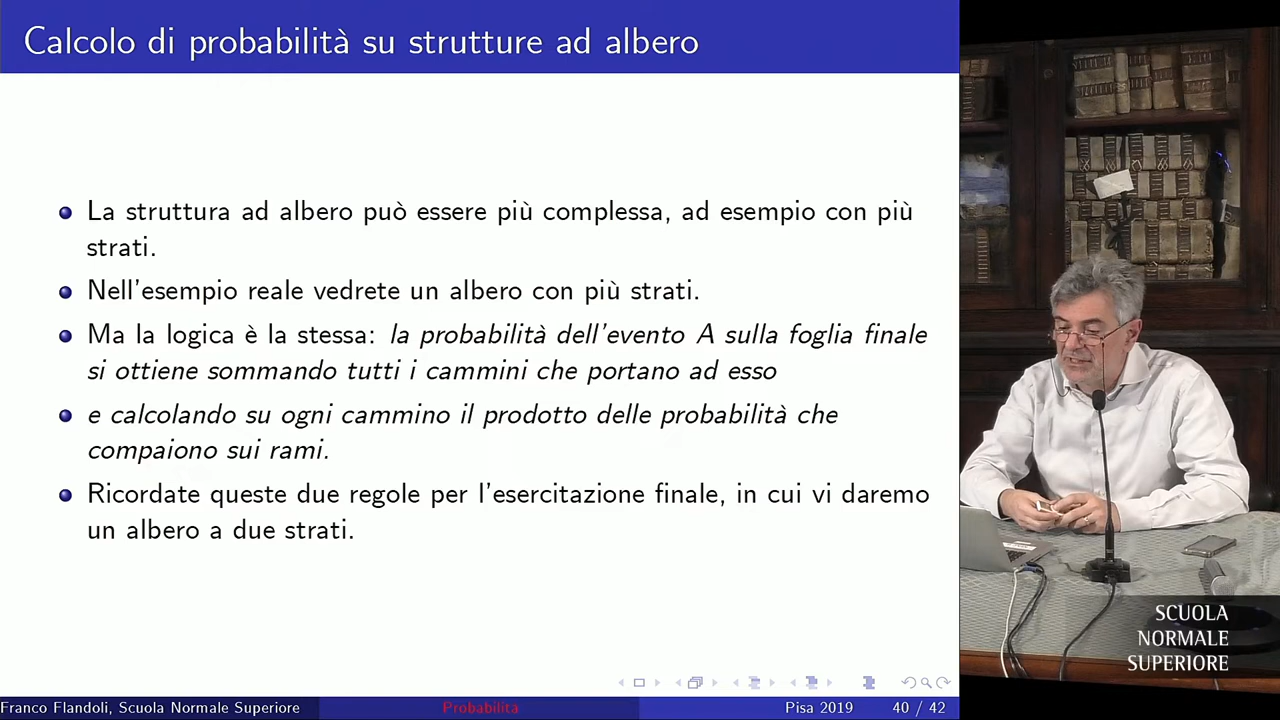 Calcolo di probabilità su strutture ad albero
La struttura ad albero può essere più complessa, ad esempio con più
strati.
Nell'esempio reale vedrete un albero con più strati.
Ma la logica è la stessa: la probabilità dell'evento A sulla foglia finale
si ottiene sommando tutti i cammini che portano ad esso
e calcolando su ogni cammino il prodotto delle probabilità che
compaiono sui rami.
Ricordate queste due regole per l'esercitazione finale, in cui vi daremo
un albero a due strati.
Franco Flandoli, Scuola Normale Superiore
Probabilita
Pisa 2019
40 / 42
SCUOLA
NORMALE
SUPERIORE